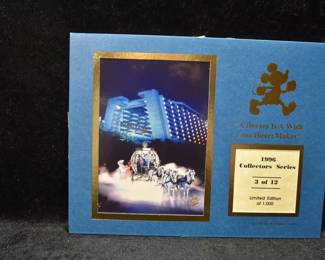 "A Dream Is A Wish
Your Heart Makes"
1996
Collectors Series
3 of 12
Limited Edition
of 1,000